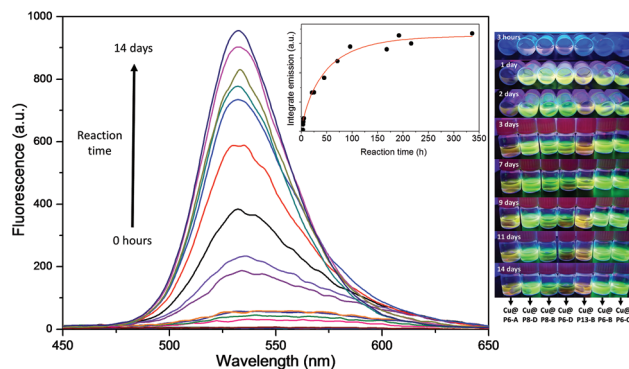 1000
800
600
400
200
0
Fluorescence (a.u.)
14 days
Reaction
time
0 hours
450
500
550
600
650
Wavelength (nm)
Integrate emission (a.u.)
0
50
100
150
200
250
300
350
Reaction time (h)
3 hours
1 day
2 days
3 days
7 days
9 days
11 days
14 days
Cu@ Cu@ Cu@ Cu@ Cu@ Cu@ Cu@
P6-A P8-D P8-B P6-D P13-B P6-B P6-C